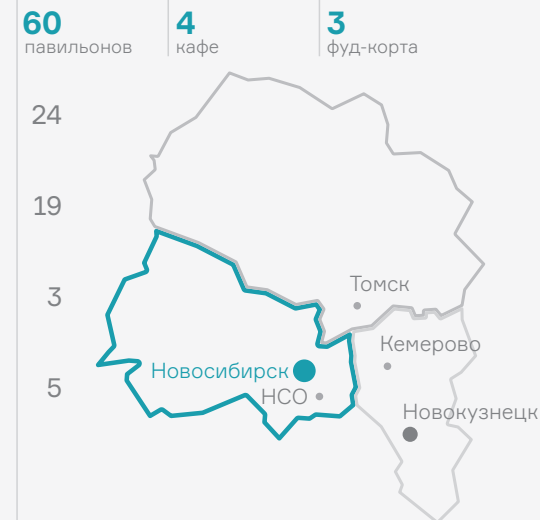 60
павильонов
4
кафе
3
фуд-корта
24
19
3
5
Томск
Кемерово
Новосибирск
НСО
Новокузнецк